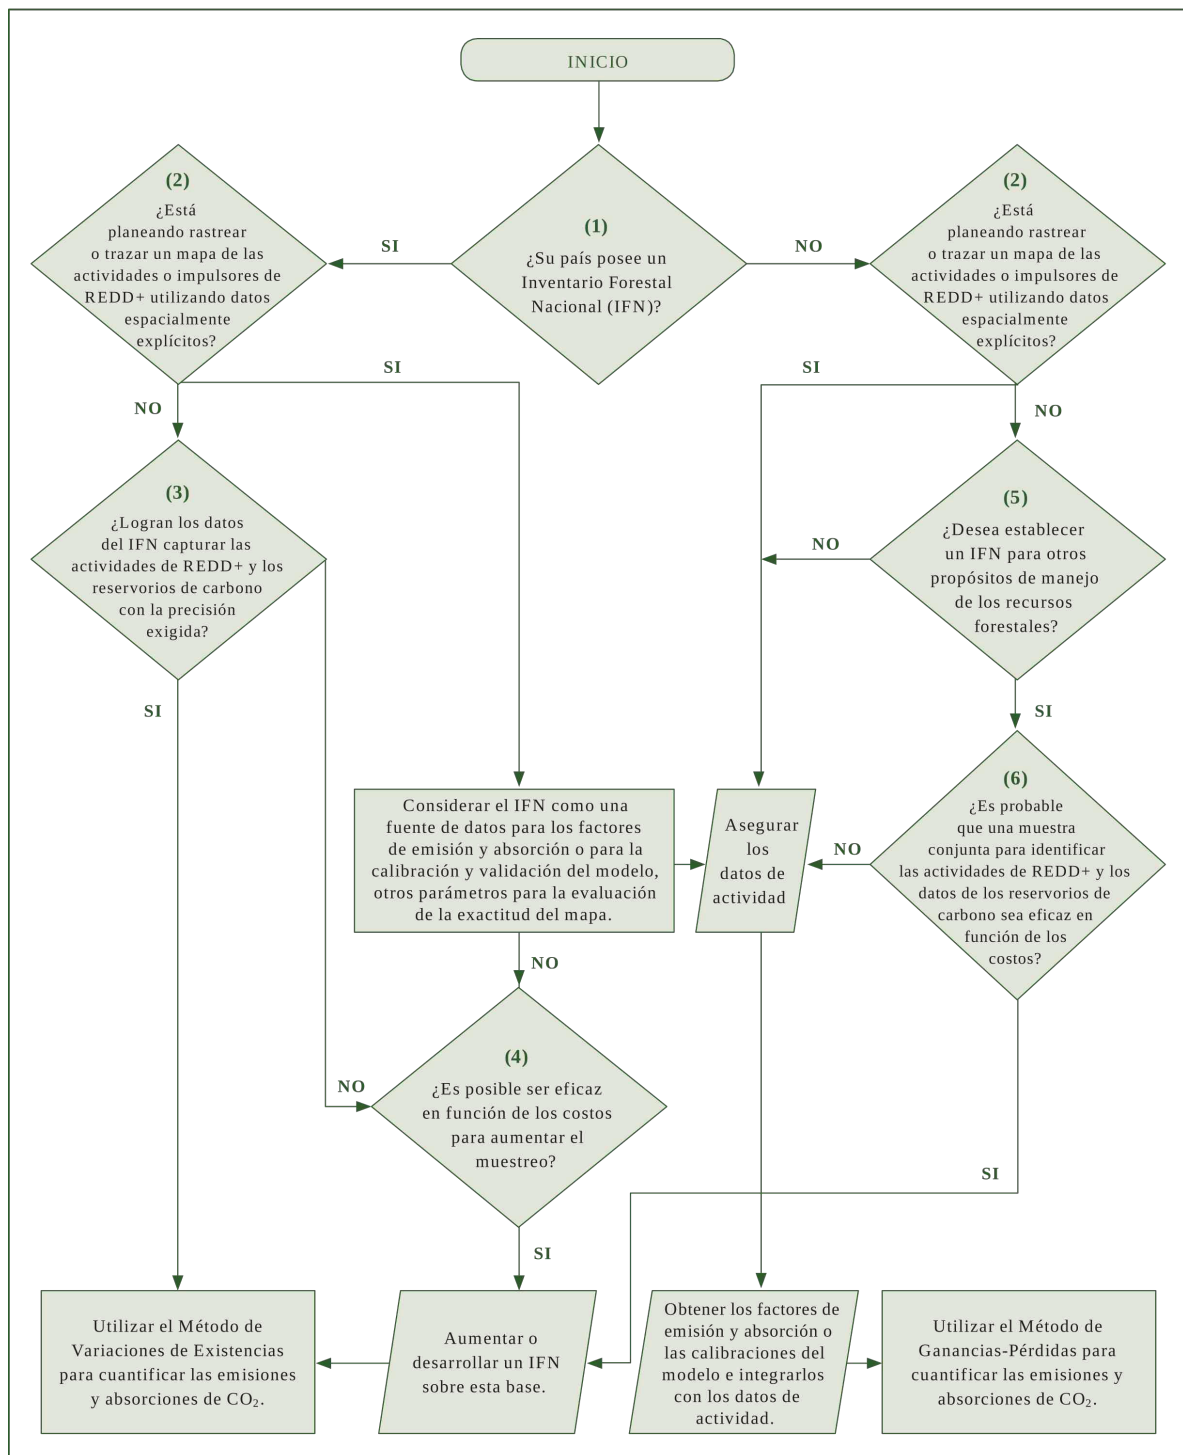 INICIO
(1)
¿Su país posee un
Inventario Forestal
Nacional (IFN)?
SI
NO
(2)
¿Está
planeando rastrear
o trazar un mapa de las
actividades o impulsores de
REDD+ utilizando datos
espacialmente
explícitos?
(2)
¿Está
planeando rastrear
o trazar un mapa de las
actividades o impulsores de
REDD+ utilizando datos
espacialmente
explícitos?
SI
NO
SI
NO
(3)
¿Logran los datos
del IFN capturar las
actividades de REDD+ y los
reservorios de carbono
con la precisión
exigida?
(5)
¿Desea establecer
un IFN para otros
propósitos de manejo
de los recursos
forestales?
NO
SI
SI
Considerar el IFN como una
fuente de datos para los factores
de emisión y absorción o para la
calibración y validación del modelo,
otros parámetros para la evaluación
de la exactitud del mapa.
Asegurar
los
datos de
actividad
NO
(6)
¿Es probable
que una muestra
conjunta para identificar
las actividades de REDD+ y los
datos de los reservorios de
carbono sea eficaz en
función de los
costos?
NO
(4)
¿Es posible ser eficaz
en función de los costos
para aumentar el
muestreo?
NO
SI
SI
Utilizar el Método de
Variaciones de Existencias
para cuantificar las emisiones
y absorciones de CO₂.
Aumentar o
desarrollar un IFN
sobre esta base.
Obtener los factores de
emisión y absorción o
las calibraciones del
modelo e integrarlos
con los datos de
actividad.
Utilizar el Método de
Ganancias-Pérdidas para
cuantificar las emisiones y
absorciones de CO₂.